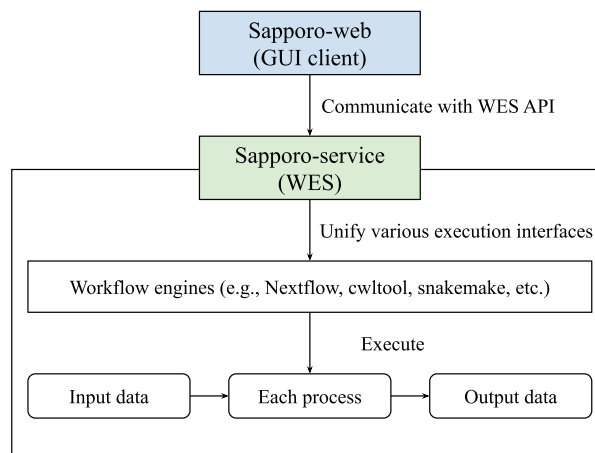 Sapporo-web
(GUI client)
Communicate with WES API
Sapporo-service
(WES)
Unify various execution interfaces
Workflow engines (e.g., Nextflow, cwltool, snakemake, etc.)
Execute
Input data
Each process
Output data